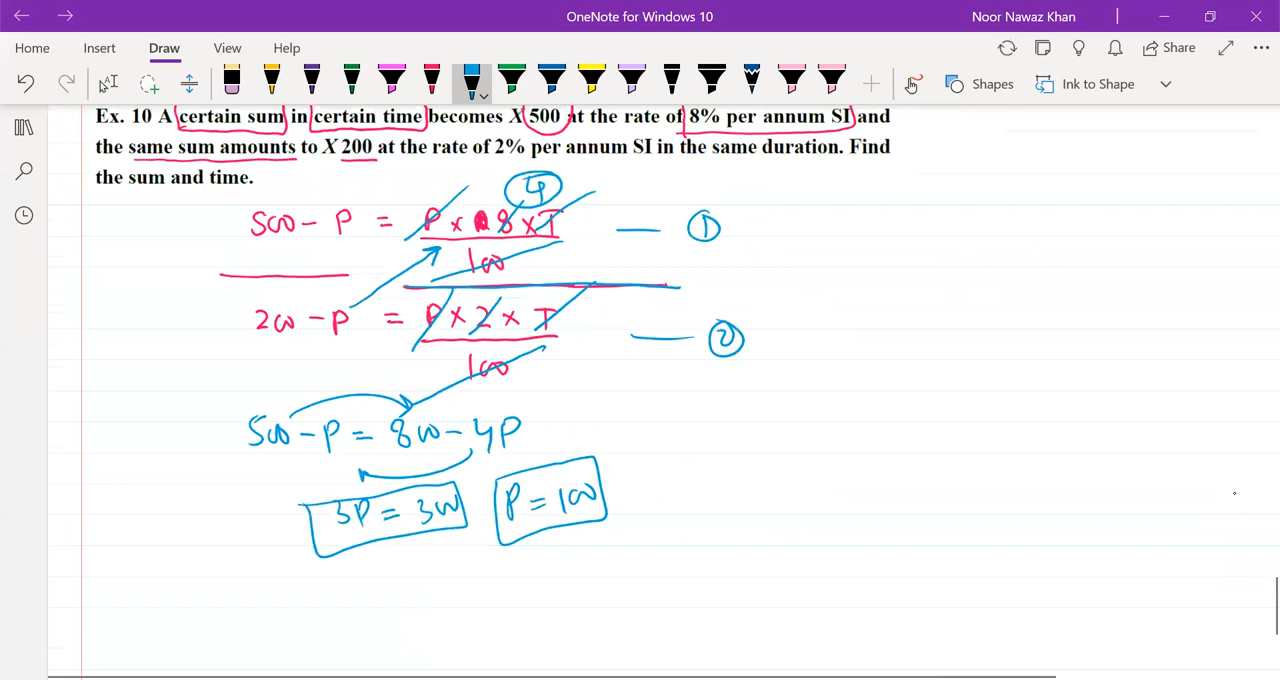 OneNote for Windows 10
Noor Nawaz Khan
Home Insert Draw View Help
Share
Shapes
Ink to Shape
Ex. 10 A certain sum in certain time becomes X 500 at the rate of 8% per annum SI and
the same sum amounts to X 200 at the rate of 2% per annum SI in the same duration. Find
the sum and time.
4
500 - P = P × 8 × T — 1
100
200 - P = P × 2 × T — 2
100
500 - P = 800 - 4P
3P = 300 P = 100